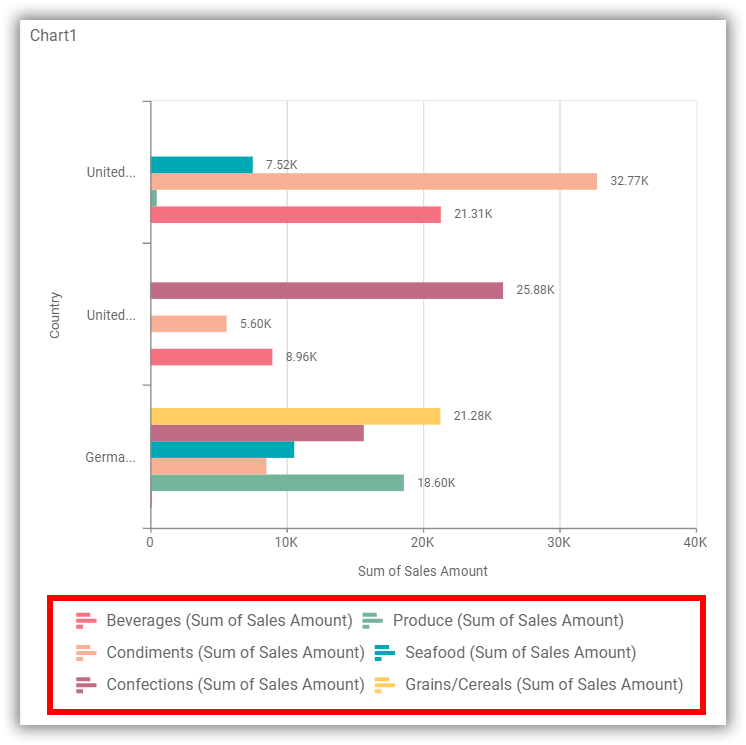 Chart1
United...
7.52K
32.77K
21.31K
Country
United...
25.88K
5.60K
8.96K
Germa...
21.28K
18.60K
0 10K 20K 30K 40K
Sum of Sales Amount
Beverages (Sum of Sales Amount) Produce (Sum of Sales Amount)
Condiments (Sum of Sales Amount) Seafood (Sum of Sales Amount)
Confections (Sum of Sales Amount) Grains/Cereals (Sum of Sales Amount)